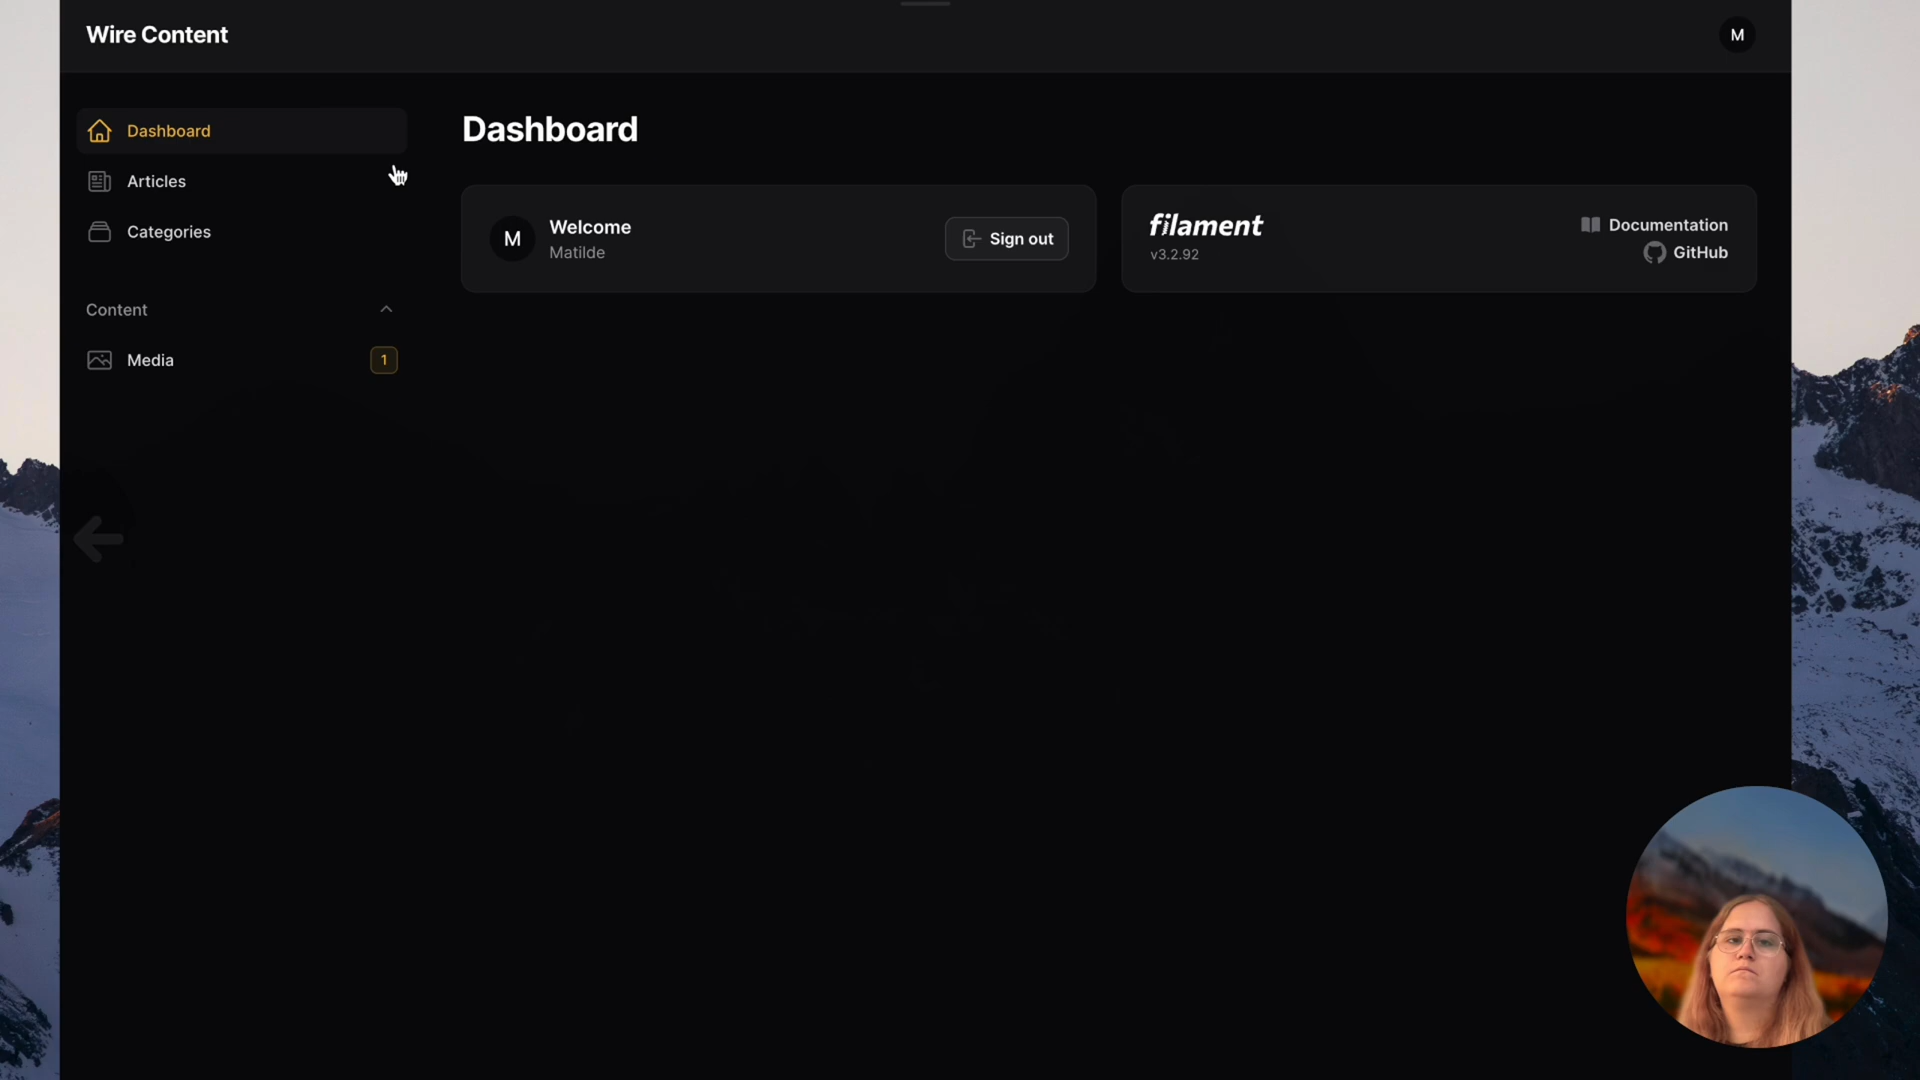 Wire Content
M
Dashboard
Articles
Categories
Content
Media
1
Dashboard
M
Welcome
Matilde
Sign out
filament
v3.2.92
Documentation
GitHub